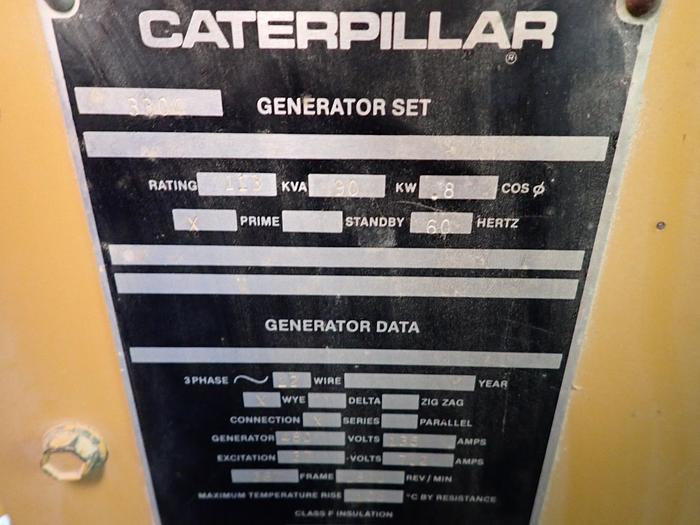 CATERPILLAR
®
GENERATOR SET
RATING 113 KVA 90 KW .8 COS ø
X PRIME STANDBY 60 HERTZ
GENERATOR DATA
3 PHASE ~ 12 WIRE YEAR
X WYE DELTA ZIG ZAG
CONNECTION X SERIES PARALLEL
GENERATOR 480 VOLTS AMPS
EXCITATION -VOLTS AMPS
FRAME REV/MIN
MAXIMUM TEMPERATURE RISE °C BY RESISTANCE
CLASS F INSULATION